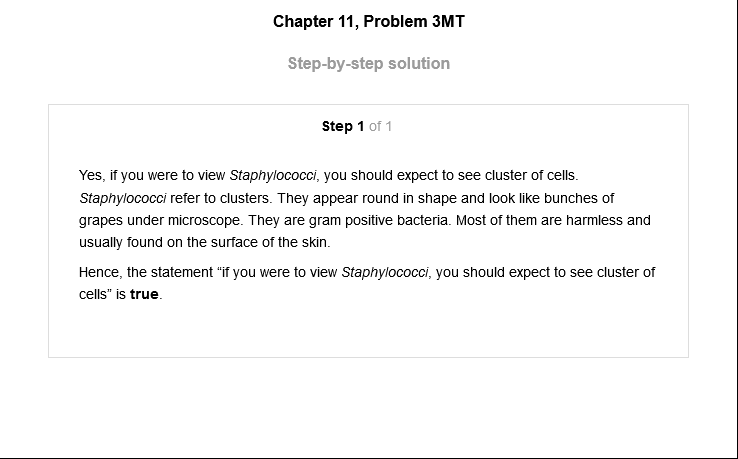 Chapter 11, Problem 3MT
Step-by-step solution
Step 1 of 1
Yes, if you were to view Staphylococci, you should expect to see cluster of cells.
Staphylococci refer to clusters. They appear round in shape and look like bunches of
grapes under microscope. They are gram positive bacteria. Most of them are harmless and
usually found on the surface of the skin.
Hence, the statement “if you were to view Staphylococci, you should expect to see cluster of
cells” is true.